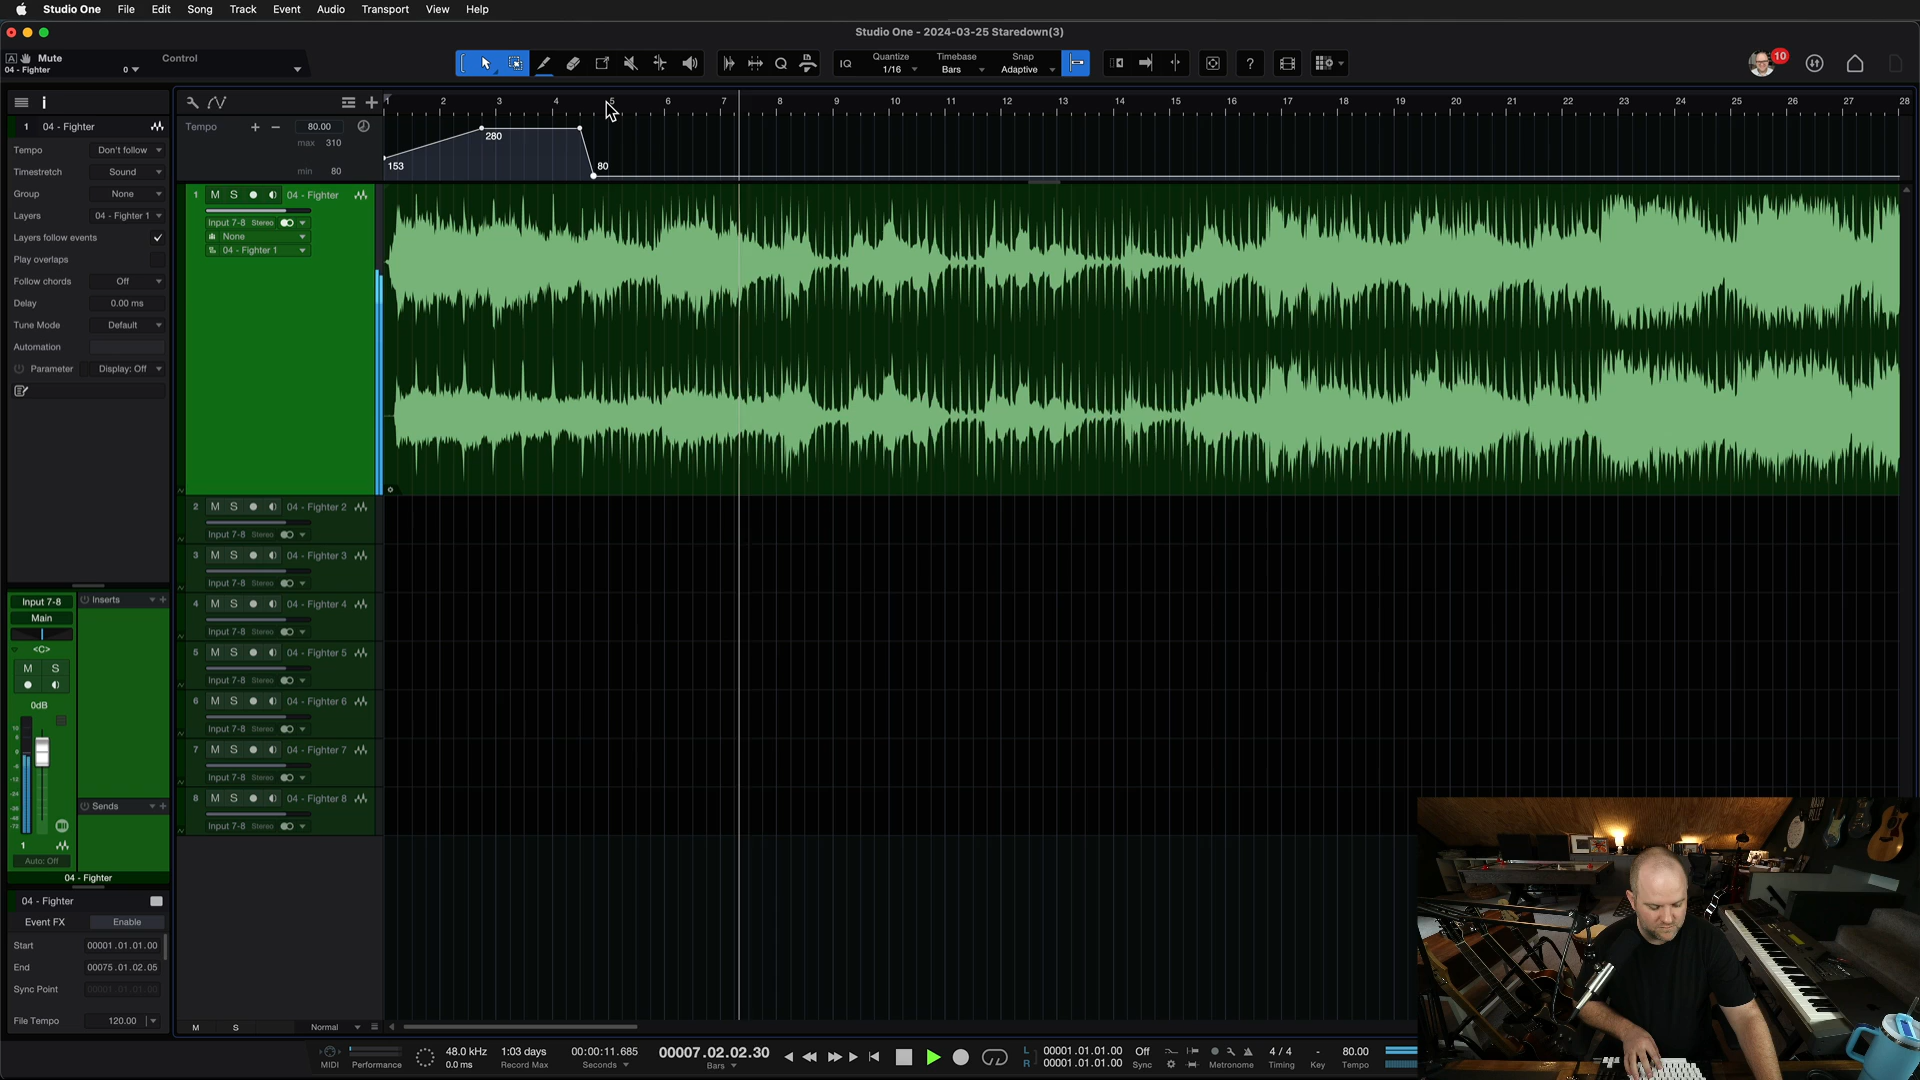 Studio One File Edit Song Track Event Audio Transport View Help
Studio One - 2024-03-25 Staredown(3)
A Mute Control
04 - Fighter 0
IQ Quantize Timebase Snap
1/16 Bars Adaptive
? 10
i
1 2 3 4 5 6 7 8 9 10 11 12 13 14 15 16 17 18 19 20 21 22 23 24 25 26 27 28
1 04 - Fighter
Tempo Don't follow
Timestretch Sound
Group None
Layers 04 - Fighter 1
Layers follow events
Play overlaps
Follow chords Off
Delay 0.00 ms
Tune Mode Default
Automation
Parameter Display: Off
Tempo + − 80.00
max 310
min 80
153
280
80
1 M S 04 - Fighter
Input 7-8 Stereo
None
04 - Fighter 1
2 M S 04 - Fighter 2
Input 7-8 Stereo
3 M S 04 - Fighter 3
Input 7-8 Stereo
4 M S 04 - Fighter 4
Input 7-8 Stereo
5 M S 04 - Fighter 5
Input 7-8 Stereo
6 M S 04 - Fighter 6
Input 7-8 Stereo
7 M S 04 - Fighter 7
Input 7-8 Stereo
8 M S 04 - Fighter 8
Input 7-8 Stereo
Input 7-8 Inserts
Main
<C>
M S
0dB
Sends
1
Auto: Off
04 - Fighter
04 - Fighter
Event FX Enable
Start 00001.01.01.00
End 00075.01.02.05
Sync Point 00001.01.01.00
File Tempo 120.00
M S Normal
MIDI
Performance
48.0 kHz
0.0 ms
1:03 days
Record Max
00:00:11.685
Seconds
00007.02.02.30
Bars
L 00001.01.01.00
R 00001.01.01.00
Off
Sync
Metronome
4 / 4
Timing
-
Key
80.00
Tempo